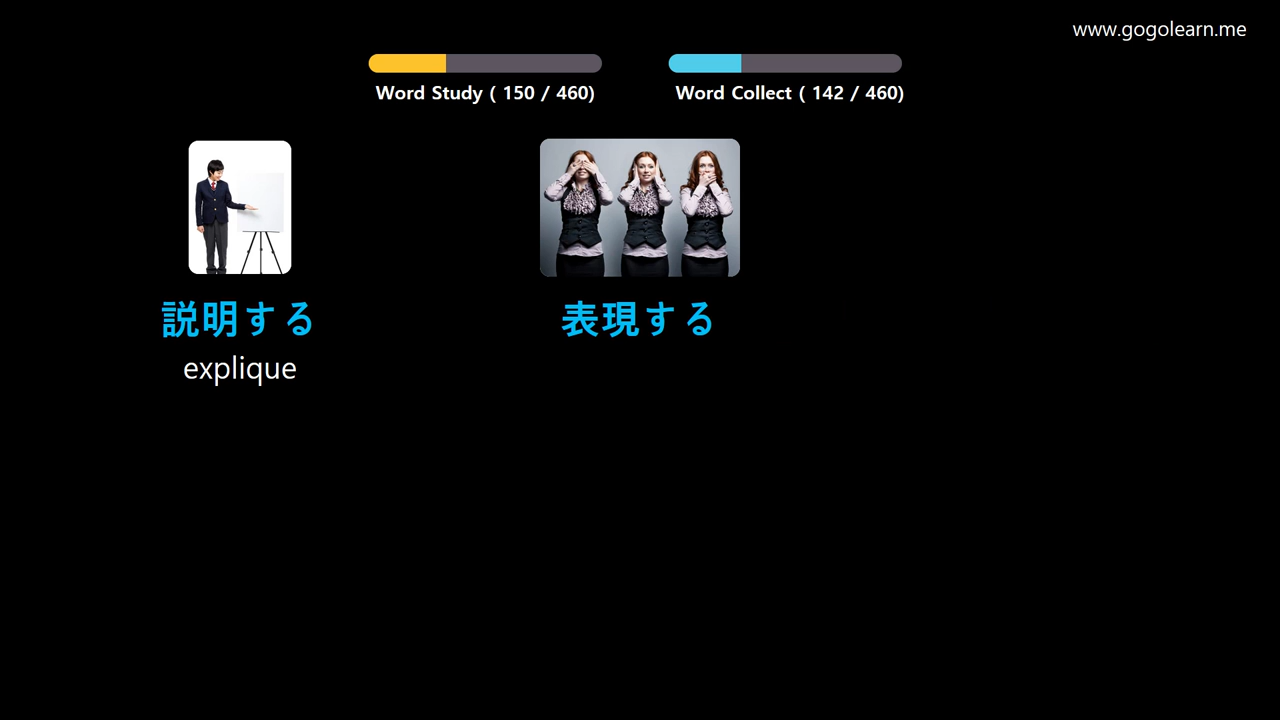 www.gogolearn.me
Word Study ( 150 / 460)
Word Collect ( 142 / 460)
説明する
表現する
explique